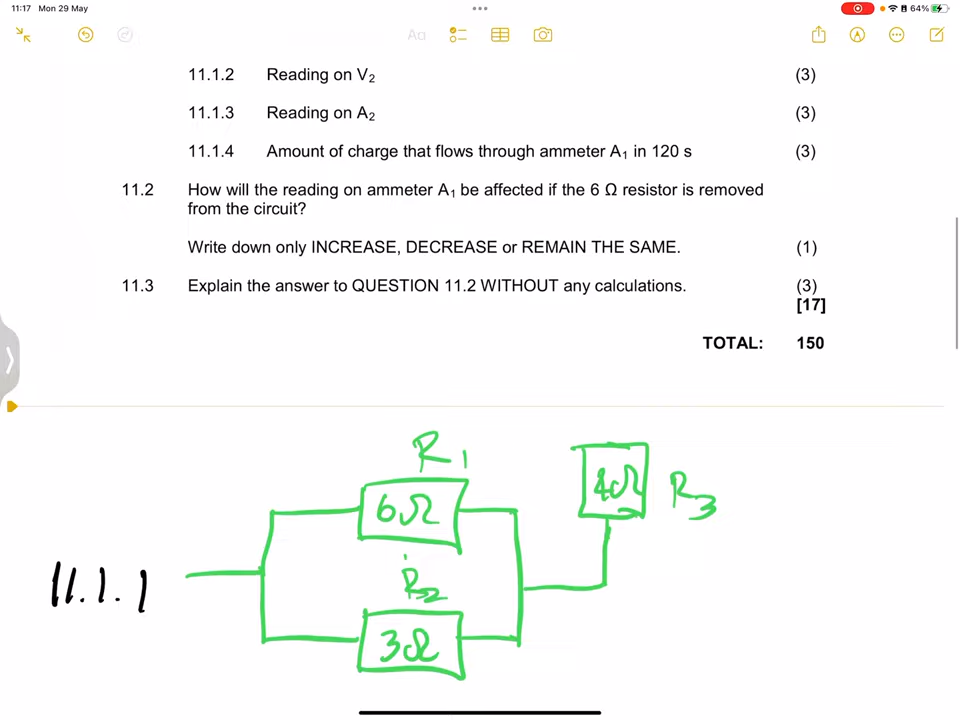 11:17 Mon 29 May 64%
Aa
11.1.2 Reading on V2 (3)
11.1.3 Reading on A2 (3)
11.1.4 Amount of charge that flows through ammeter A1 in 120 s (3)
11.2 How will the reading on ammeter A1 be affected if the 6 Ω resistor is removed
from the circuit?
Write down only INCREASE, DECREASE or REMAIN THE SAME. (1)
11.3 Explain the answer to QUESTION 11.2 WITHOUT any calculations. (3)
[17]
TOTAL: 150
R1
6Ω
4Ω R3
11.1.1
R2
3Ω